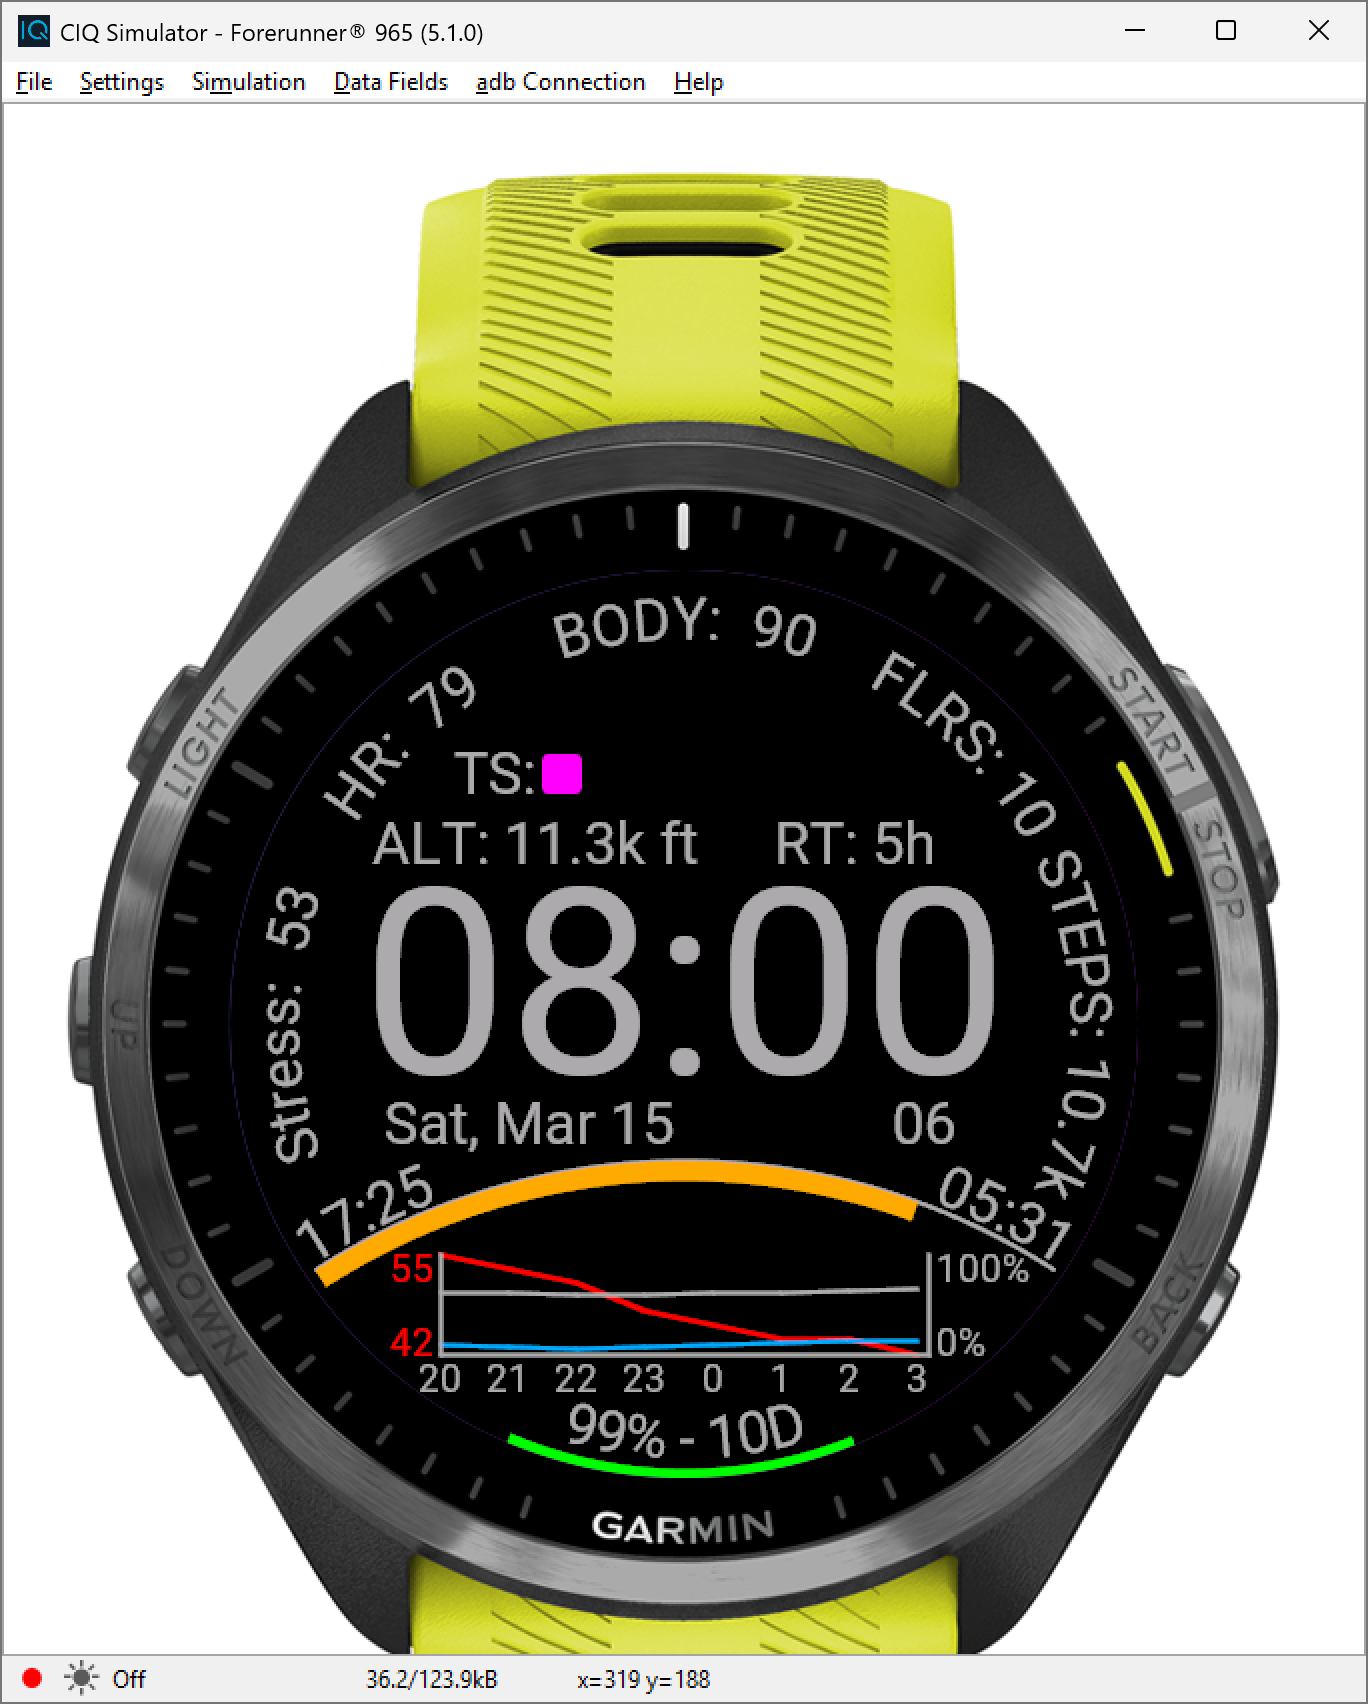 CIQ Simulator - Forerunner® 965 (5.1.0)
File Settings Simulation Data Fields adb Connection Help
BODY: 90
HR: 79
FLRS: 10
START
STOP
LIGHT
TS:
ALT: 11.3k ft RT: 5h
Stress: 53
08:00
STEPS: 10.7k
UP
Sat, Mar 15 06
17:25
05:31
DOWN
BACK
55 100%
42 0%
20 21 22 23 0 1 2 3
99% - 10D
GARMIN
Off 36.2/123.9kB x=319 y=188